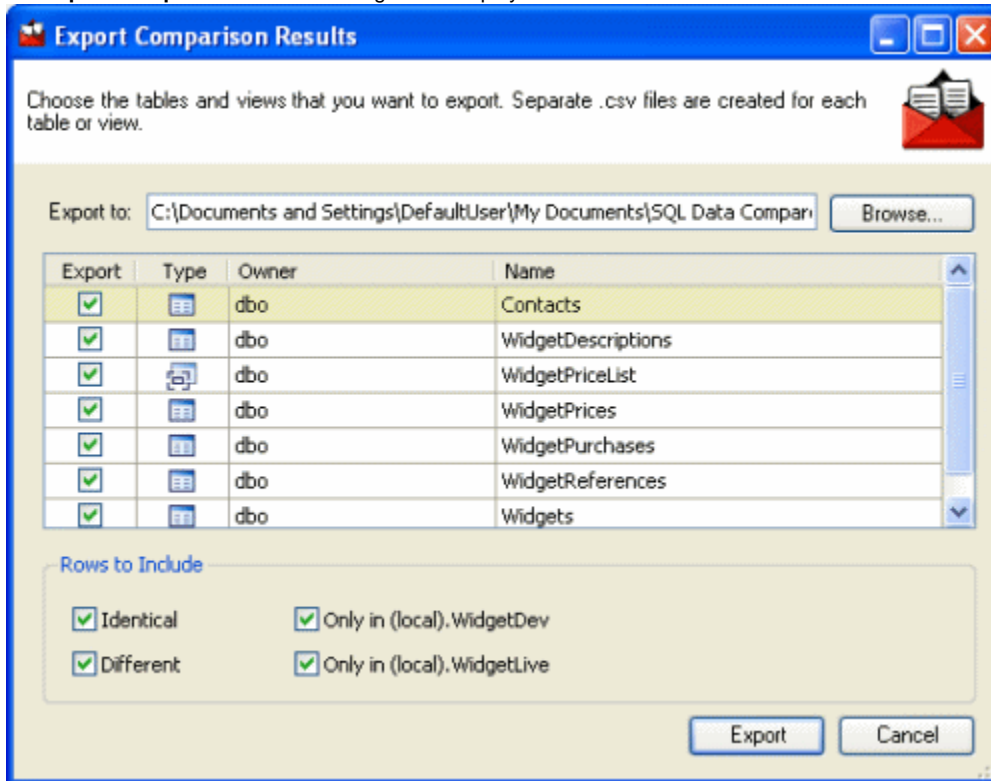 Export Comparison Results
Choose the tables and views that you want to export. Separate .csv files are created for each
table or view.
Export to: C:\Documents and Settings\DefaultUser\My Documents\SQL Data Compar Browse...
Export Type Owner Name
dbo Contacts
dbo WidgetDescriptions
dbo WidgetPriceList
dbo WidgetPrices
dbo WidgetPurchases
dbo WidgetReferences
dbo Widgets
Rows to Include
Identical Only in (local).WidgetDev
Different Only in (local).WidgetLive
Export Cancel